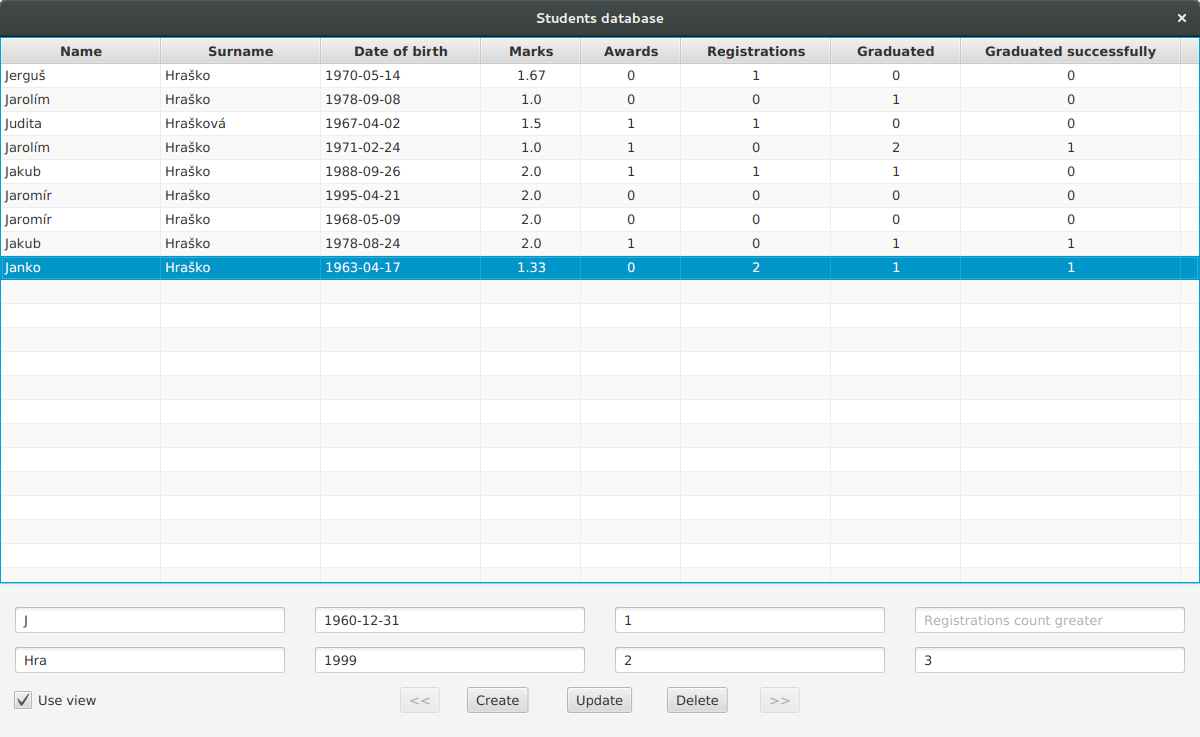 Students database ×
Name Surname Date of birth Marks Awards Registrations Graduated Graduated successfully
Jerguš Hraško 1970-05-14 1.67 0 1 0 0
Jarolím Hraško 1978-09-08 1.0 0 0 1 0
Judita Hrašková 1967-04-02 1.5 1 1 0 0
Jarolím Hraško 1971-02-24 1.0 1 0 2 1
Jakub Hraško 1988-09-26 2.0 1 1 1 0
Jaromír Hraško 1995-04-21 2.0 0 0 0 0
Jaromír Hraško 1968-05-09 2.0 0 0 0 0
Jakub Hraško 1978-08-24 2.0 1 0 1 1
Janko Hraško 1963-04-17 1.33 0 2 1 1
J 1960-12-31 1 Registrations count greater
Hra 1999 2 3
Use view << Create Update Delete >>